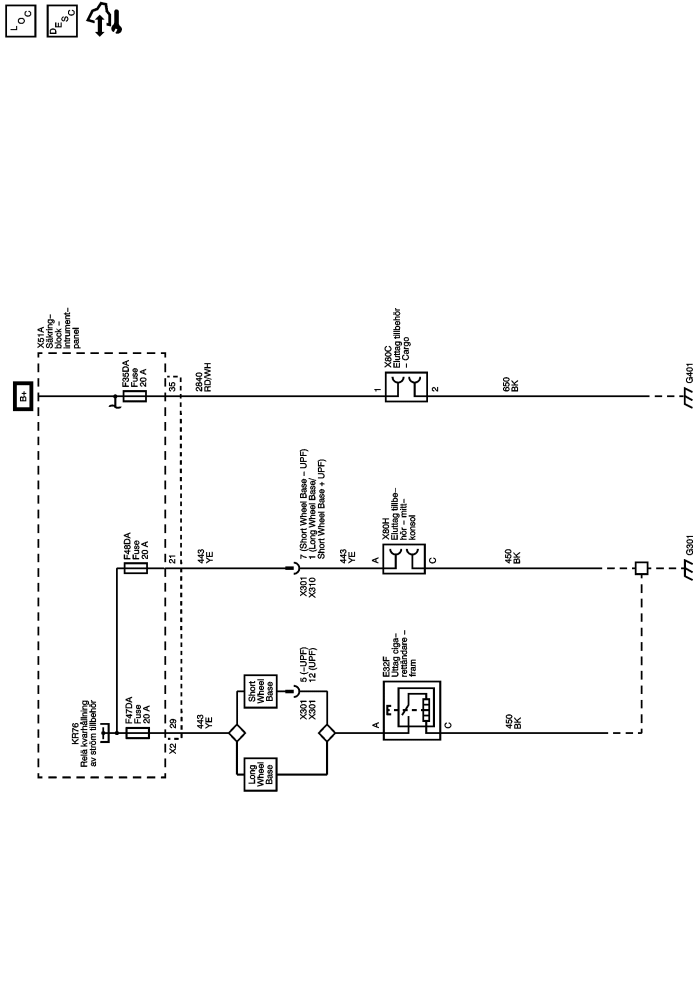 LOC
DESC
B+
X51A
Säkring-
block –
intrument-
panel
KR76
Relä kvarhållning
av ström tillbehör
F47DA
Fuse
20 A
F48DA
Fuse
20 A
F35DA
Fuse
20 A
X2
29
21
35
443
YE
443
YE
2840
RD/WH
Long
Wheel
Base
Short
Wheel
Base
X301
X301
5 (–UPF)
12 (UPF)
X301
X310
7 (Short Wheel Base – UPF)
1 (Long Wheel Base/
Short Wheel Base + UPF)
443
YE
A
E32F
Uttag ciga-
rettändare –
fram
C
A
X80H
Eluttag tillbe-
hör – mitt-
konsol
C
1
X80C
Eluttag tillbehör
– Cargo
2
450
BK
450
BK
650
BK
G301
G401